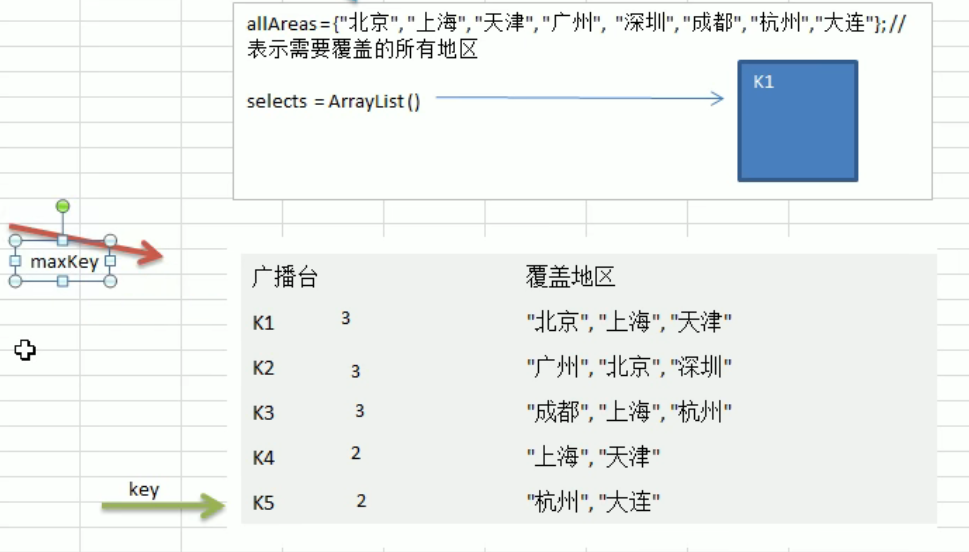 allAreas={"北京","上海","天津","广州", "深圳","成都","杭州","大连"};//
表示需要覆盖的所有地区
selects = ArrayList()
K1
maxKey
广播台 覆盖地区
K1 3 "北京","上海","天津"
K2 3 "广州","北京","深圳"
K3 3 "成都","上海","杭州"
K4 2 "上海","天津"
key
K5 2 "杭州","大连"